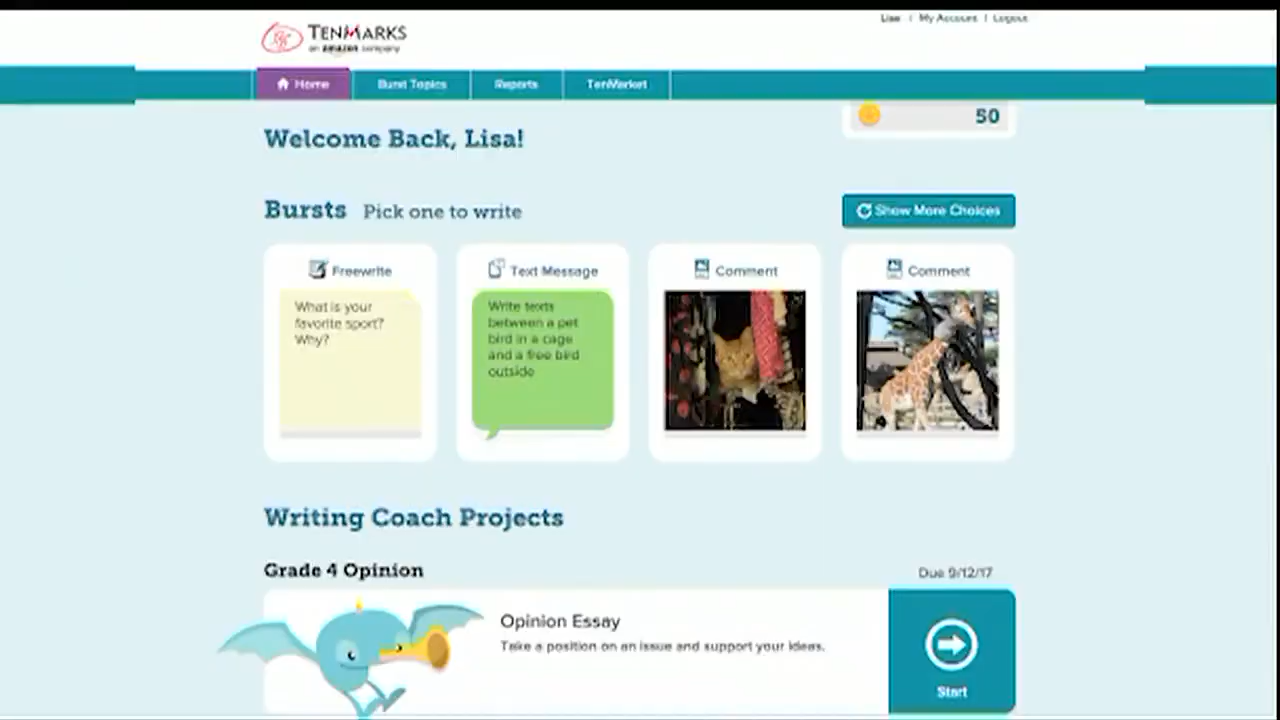 TENMARKS
an amazon company
Lisa | My Account | Logout
Home
Burst Topics
Reports
TenMarket
50
Welcome Back, Lisa!
Bursts Pick one to write
Show More Choices
Freewrite
What is your
favorite sport?
Why?
Text Message
Write texts
between a pet
bird in a cage
and a free bird
outside
Comment
Comment
Writing Coach Projects
Grade 4 Opinion
Due 9/12/17
Opinion Essay
Take a position on an issue and support your ideas.
Start